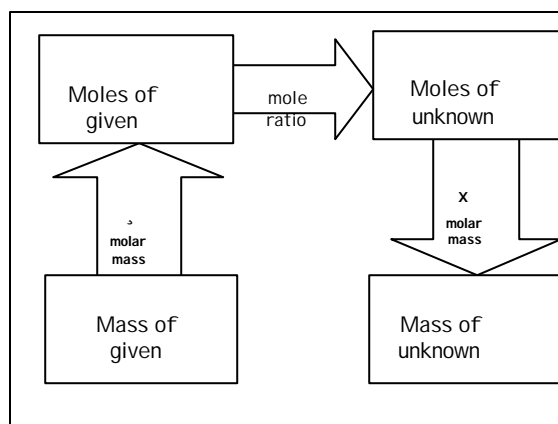 Moles of
given
mole
ratio
Moles of
unknown
¸
molar
mass
x
molar
mass
Mass of
given
Mass of
unknown